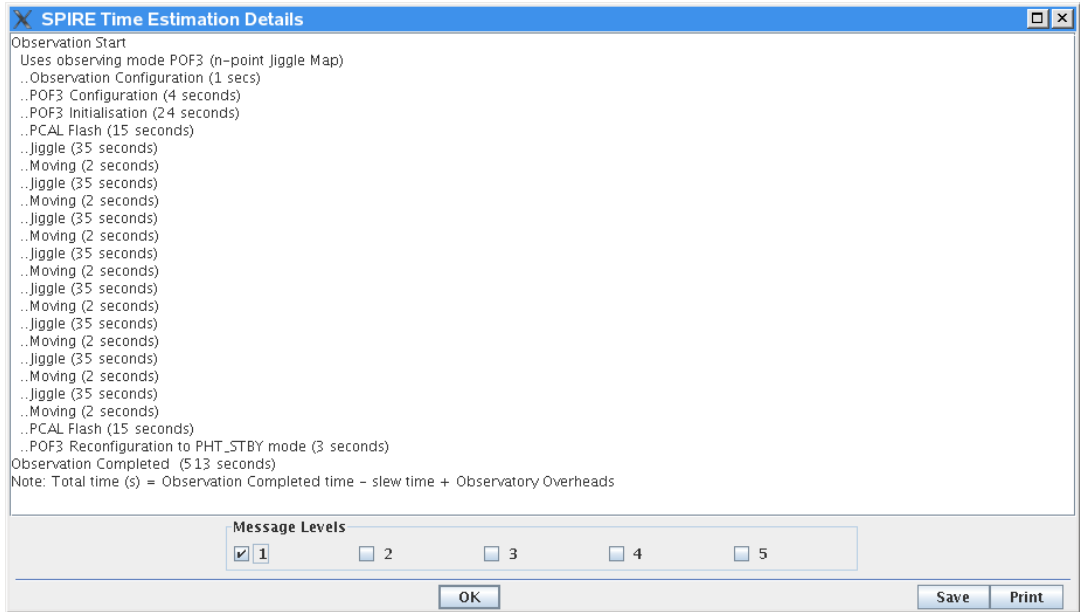 SPIRE Time Estimation Details
Observation Start
Uses observing mode POF3 (n-point Jiggle Map)
..Observation Configuration (1 secs)
..POF3 Configuration (4 seconds)
..POF3 Initialisation (24 seconds)
..PCAL Flash (15 seconds)
..Jiggle (35 seconds)
..Moving (2 seconds)
..Jiggle (35 seconds)
..Moving (2 seconds)
..Jiggle (35 seconds)
..Moving (2 seconds)
..Jiggle (35 seconds)
..Moving (2 seconds)
..Jiggle (35 seconds)
..Moving (2 seconds)
..Jiggle (35 seconds)
..Moving (2 seconds)
..Jiggle (35 seconds)
..Moving (2 seconds)
..Jiggle (35 seconds)
..Moving (2 seconds)
..PCAL Flash (15 seconds)
..POF3 Reconfiguration to PHT_STBY mode (3 seconds)
Observation Completed (513 seconds)
Note: Total time (s) = Observation Completed time - slew time + Observatory Overheads
Message Levels
1 2 3 4 5
OK Save Print